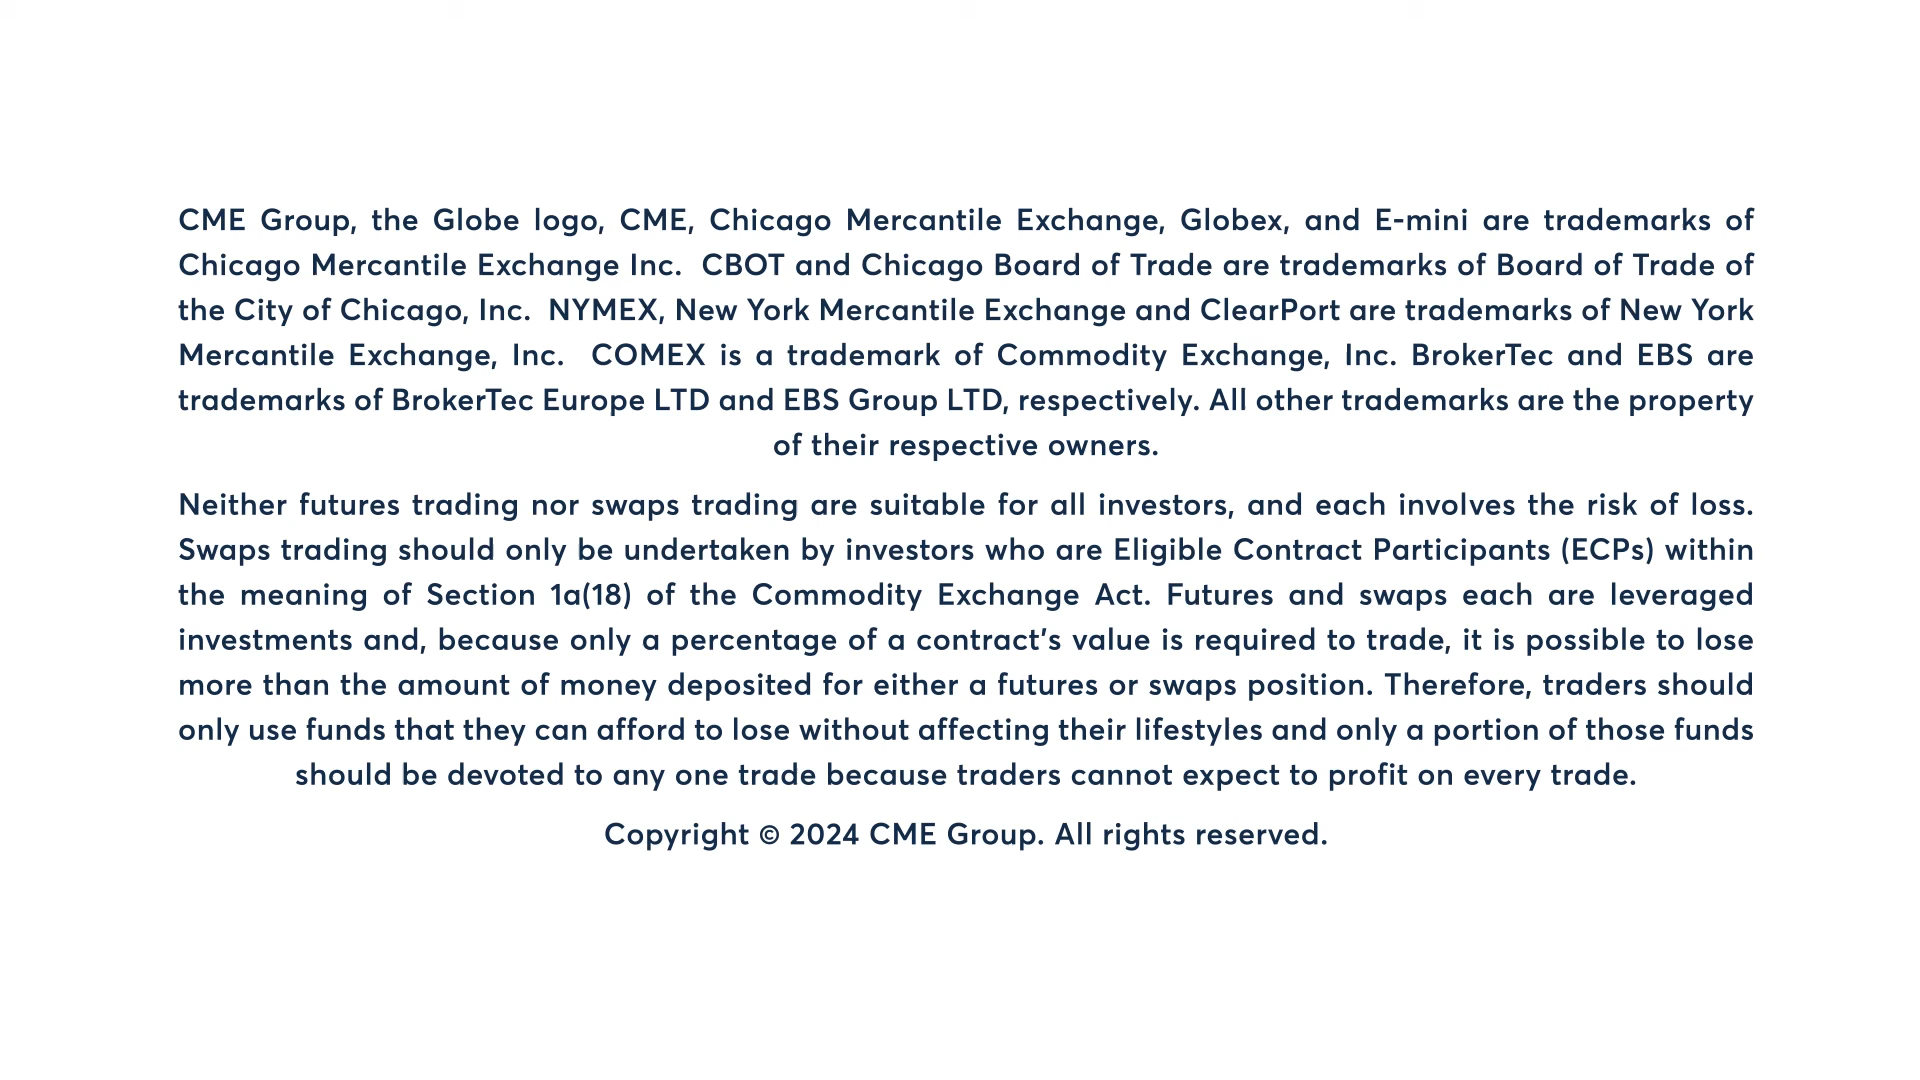 CME Group, the Globe logo, CME, Chicago Mercantile Exchange, Globex, and E-mini are trademarks of
Chicago Mercantile Exchange Inc.  CBOT and Chicago Board of Trade are trademarks of Board of Trade of
the City of Chicago, Inc.  NYMEX, New York Mercantile Exchange and ClearPort are trademarks of New York
Mercantile Exchange, Inc.  COMEX is a trademark of Commodity Exchange, Inc. BrokerTec and EBS are
trademarks of BrokerTec Europe LTD and EBS Group LTD, respectively. All other trademarks are the property
of their respective owners.
Neither futures trading nor swaps trading are suitable for all investors, and each involves the risk of loss.
Swaps trading should only be undertaken by investors who are Eligible Contract Participants (ECPs) within
the meaning of Section 1a(18) of the Commodity Exchange Act. Futures and swaps each are leveraged
investments and, because only a percentage of a contract’s value is required to trade, it is possible to lose
more than the amount of money deposited for either a futures or swaps position. Therefore, traders should
only use funds that they can afford to lose without affecting their lifestyles and only a portion of those funds
should be devoted to any one trade because traders cannot expect to profit on every trade.
Copyright © 2024 CME Group. All rights reserved.